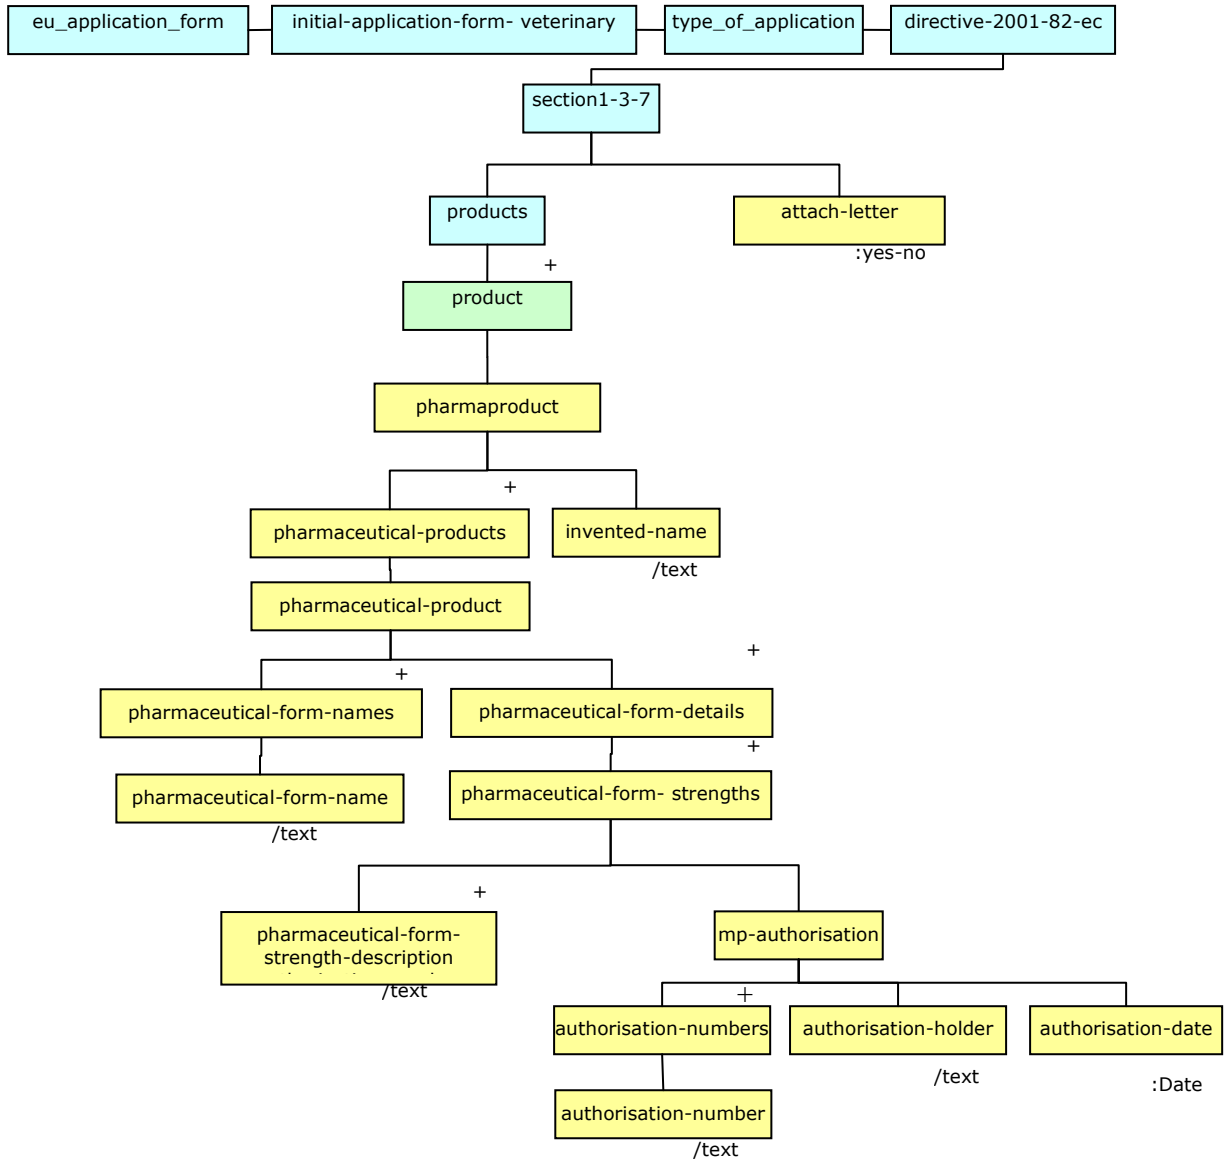 eu_application_form
initial-application-form- veterinary
type_of_application
directive-2001-82-ec
section1-3-7
products
attach-letter
:yes-no
+
product
pharmaproduct
+
pharmaceutical-products
invented-name
/text
pharmaceutical-product
+
+
pharmaceutical-form-names
pharmaceutical-form-details
+
pharmaceutical-form-name
pharmaceutical-form- strengths
/text
+
pharmaceutical-form-
strength-description
/text
mp-authorisation
+
authorisation-numbers
authorisation-holder
authorisation-date
/text
:Date
authorisation-number
/text